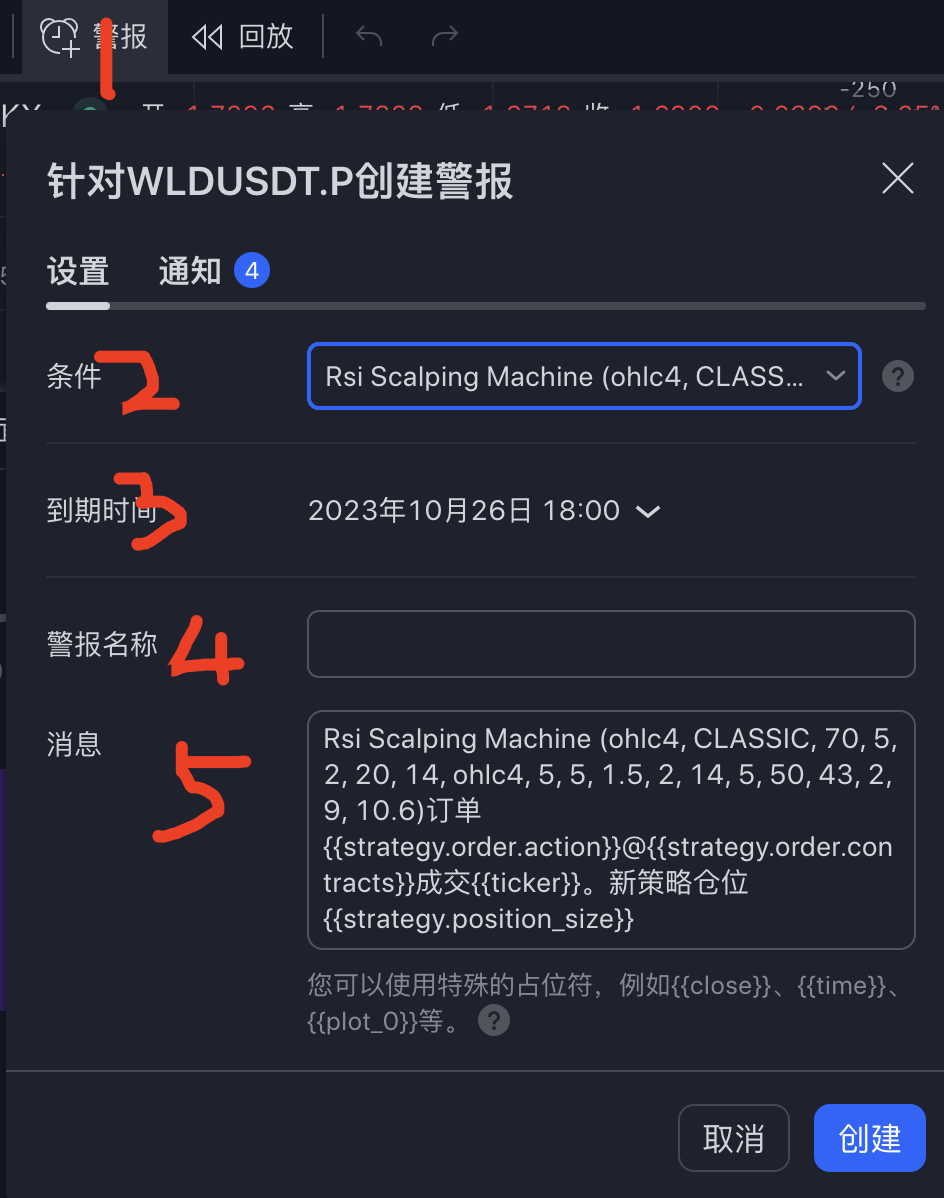 警报 回放
1
-250
开 高 低 收
针对WLDUSDT.P创建警报
设置 通知 4
条件 2 Rsi Scalping Machine (ohlc4, CLASS... ?
到期时间 3 2023年10月26日 18:00
警报名称 4
消息 5
Rsi Scalping Machine (ohlc4, CLASSIC, 70, 5,
2, 20, 14, ohlc4, 5, 5, 1.5, 2, 14, 5, 50, 43, 2,
9, 10.6)订单
{{strategy.order.action}}@{{strategy.order.con
tracts}}成交{{ticker}}。新策略仓位
{{strategy.position_size}}
您可以使用特殊的占位符，例如{{close}}、{{time}}、
{{plot_0}}等。 ?
取消 创建